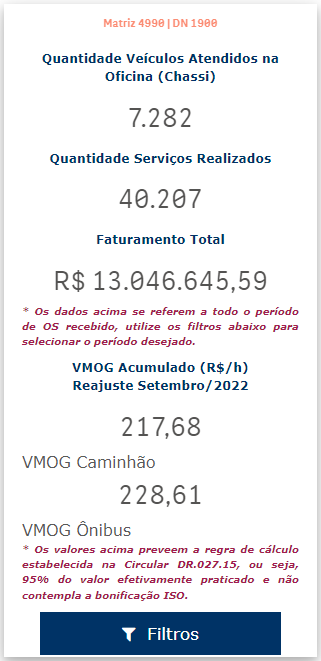 Matriz 4990 | DN 1900
Quantidade Veículos Atendidos na
Oficina (Chassi)
7.282
Quantidade Serviços Realizados
40.207
Faturamento Total
R$ 13.046.645,59
* Os dados acima se referem a todo o período
de OS recebido, utilize os filtros abaixo para
selecionar o período desejado.
VMOG Acumulado (R$/h)
Reajuste Setembro/2022
217,68
VMOG Caminhão
228,61
VMOG Ônibus
* Os valores acima preveem a regra de cálculo
estabelecida na Circular DR.027.15, ou seja,
95% do valor efetivamente praticado e não
contempla a bonificação ISO.
Filtros